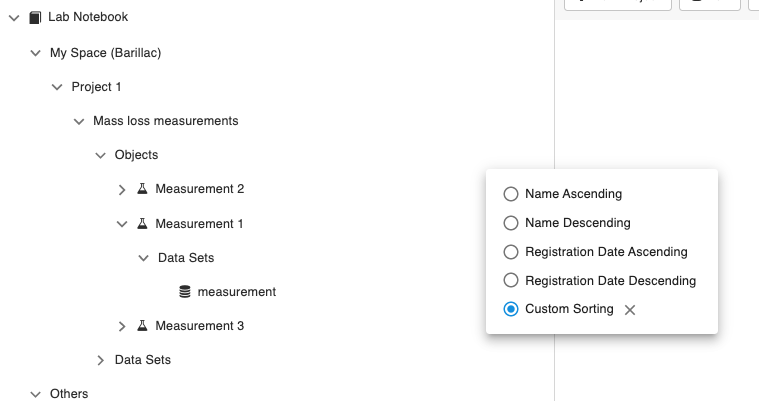 Lab Notebook
My Space (Barillac)
Project 1
Mass loss measurements
Objects
Measurement 2
Measurement 1
Data Sets
measurement
Measurement 3
Data Sets
Others
Name Ascending
Name Descending
Registration Date Ascending
Registration Date Descending
Custom Sorting